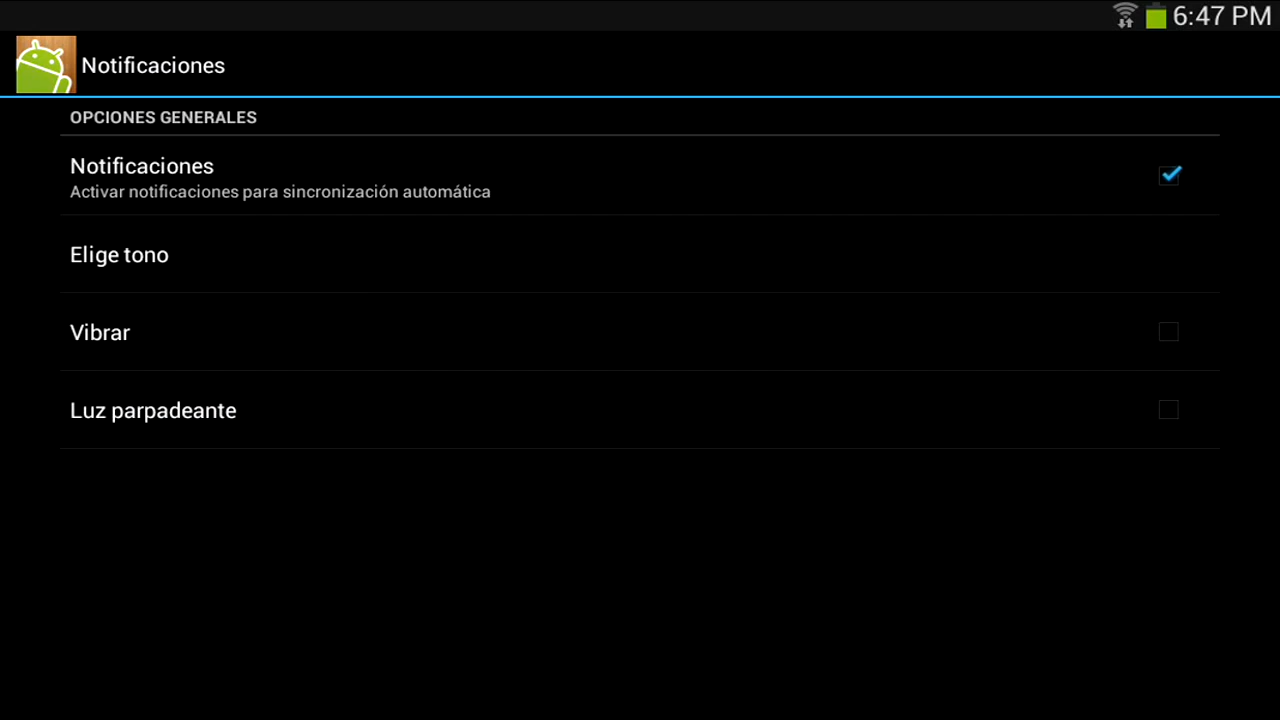 6:47 PM
Notificaciones
OPCIONES GENERALES
Notificaciones
Activar notificaciones para sincronización automática
Elige tono
Vibrar
Luz parpadeante